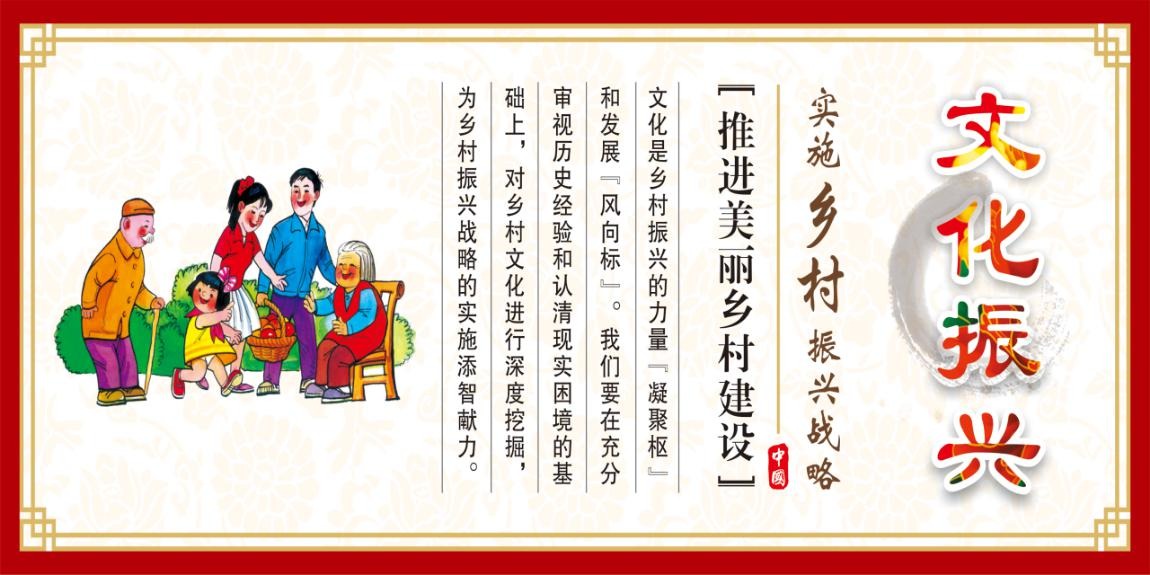 文化振兴
实施乡村振兴战略
中國
【推进美丽乡村建设】
文化是乡村振兴的力量『凝聚枢』
和发展『风向标』。我们要在充分
审视历史经验和认清现实困境的基
础上，对乡村文化进行深度挖掘，
为乡村振兴战略的实施添智献力。